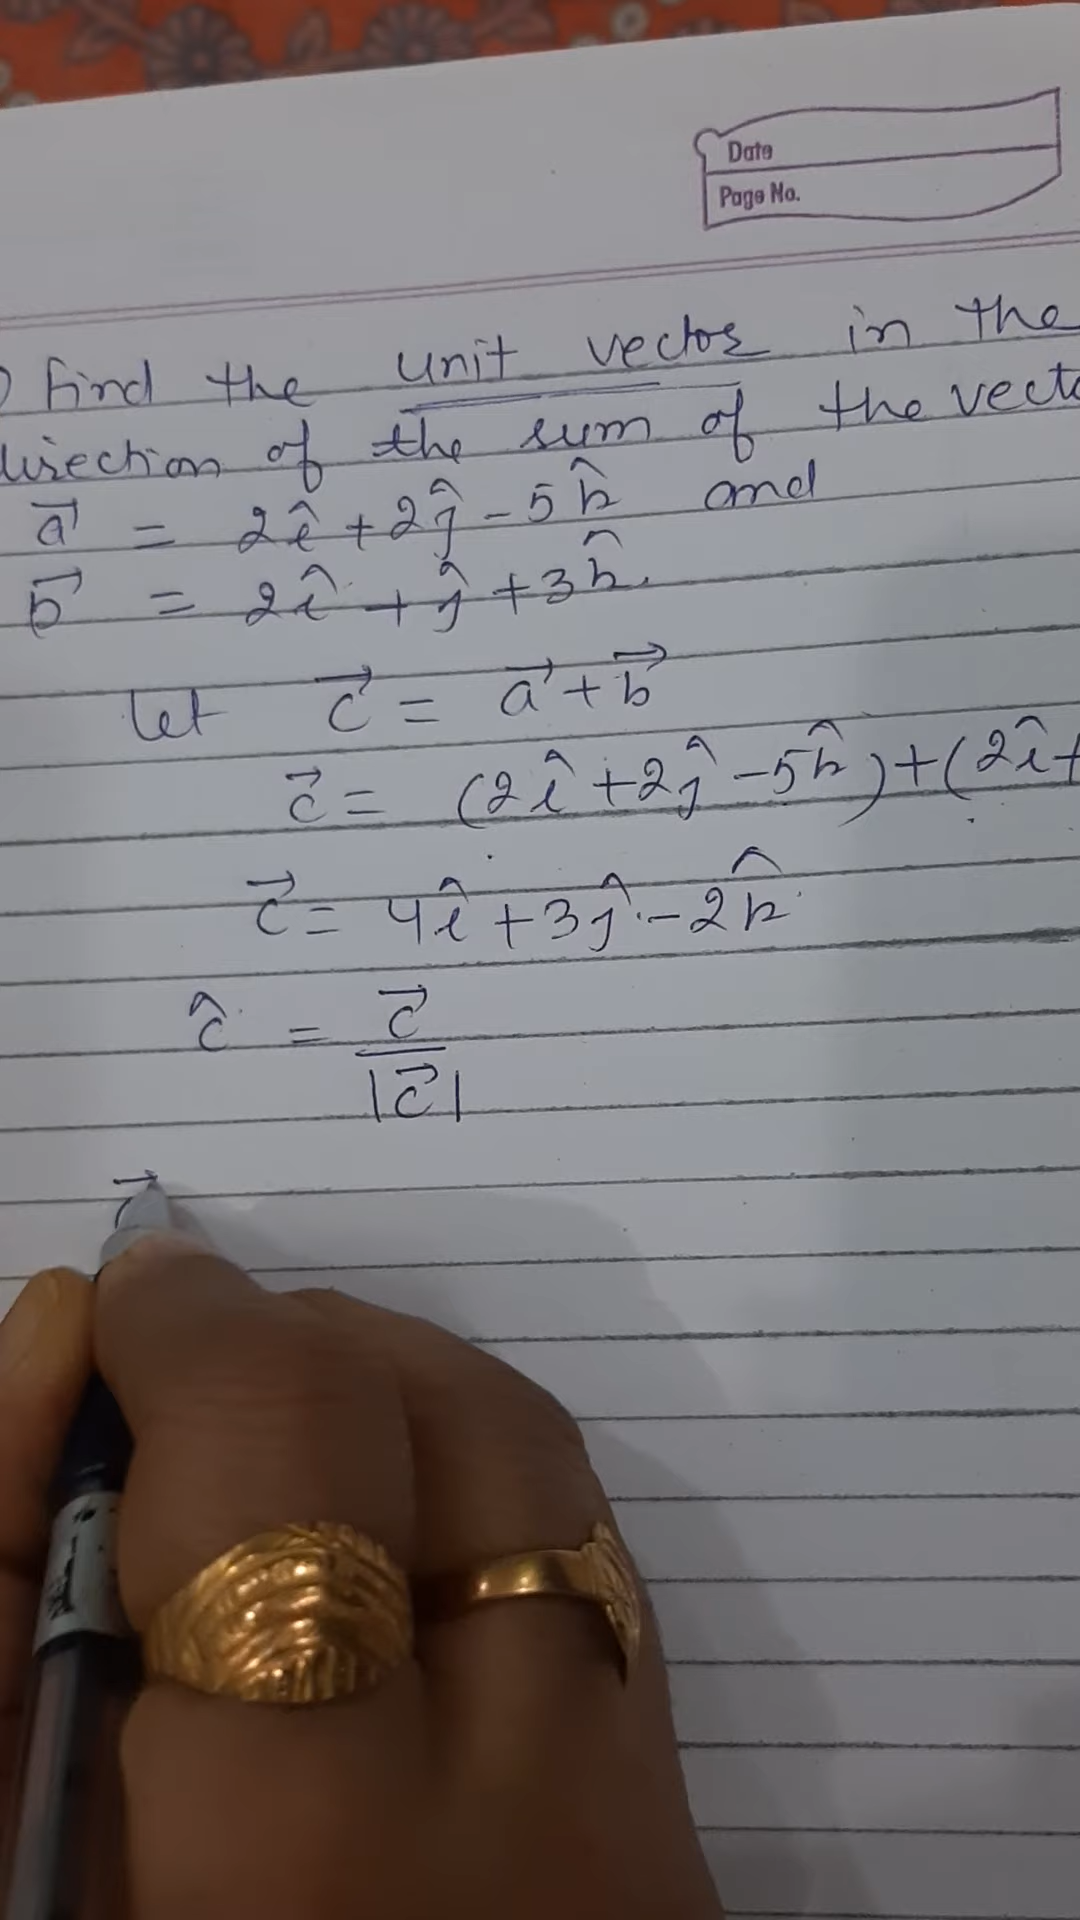 Date
Page No.
Find the unit vector in the
direction of the sum of the
a⃗ = 2î + 2ĵ - 5k̂ and
b⃗ = 2î + ĵ + 3k̂.
Let c⃗ = a⃗ + b⃗
c⃗ = (2î + 2ĵ - 5k̂) + (2î +
c⃗ = 4î + 3ĵ - 2k̂
ĉ = c⃗ / |c⃗|